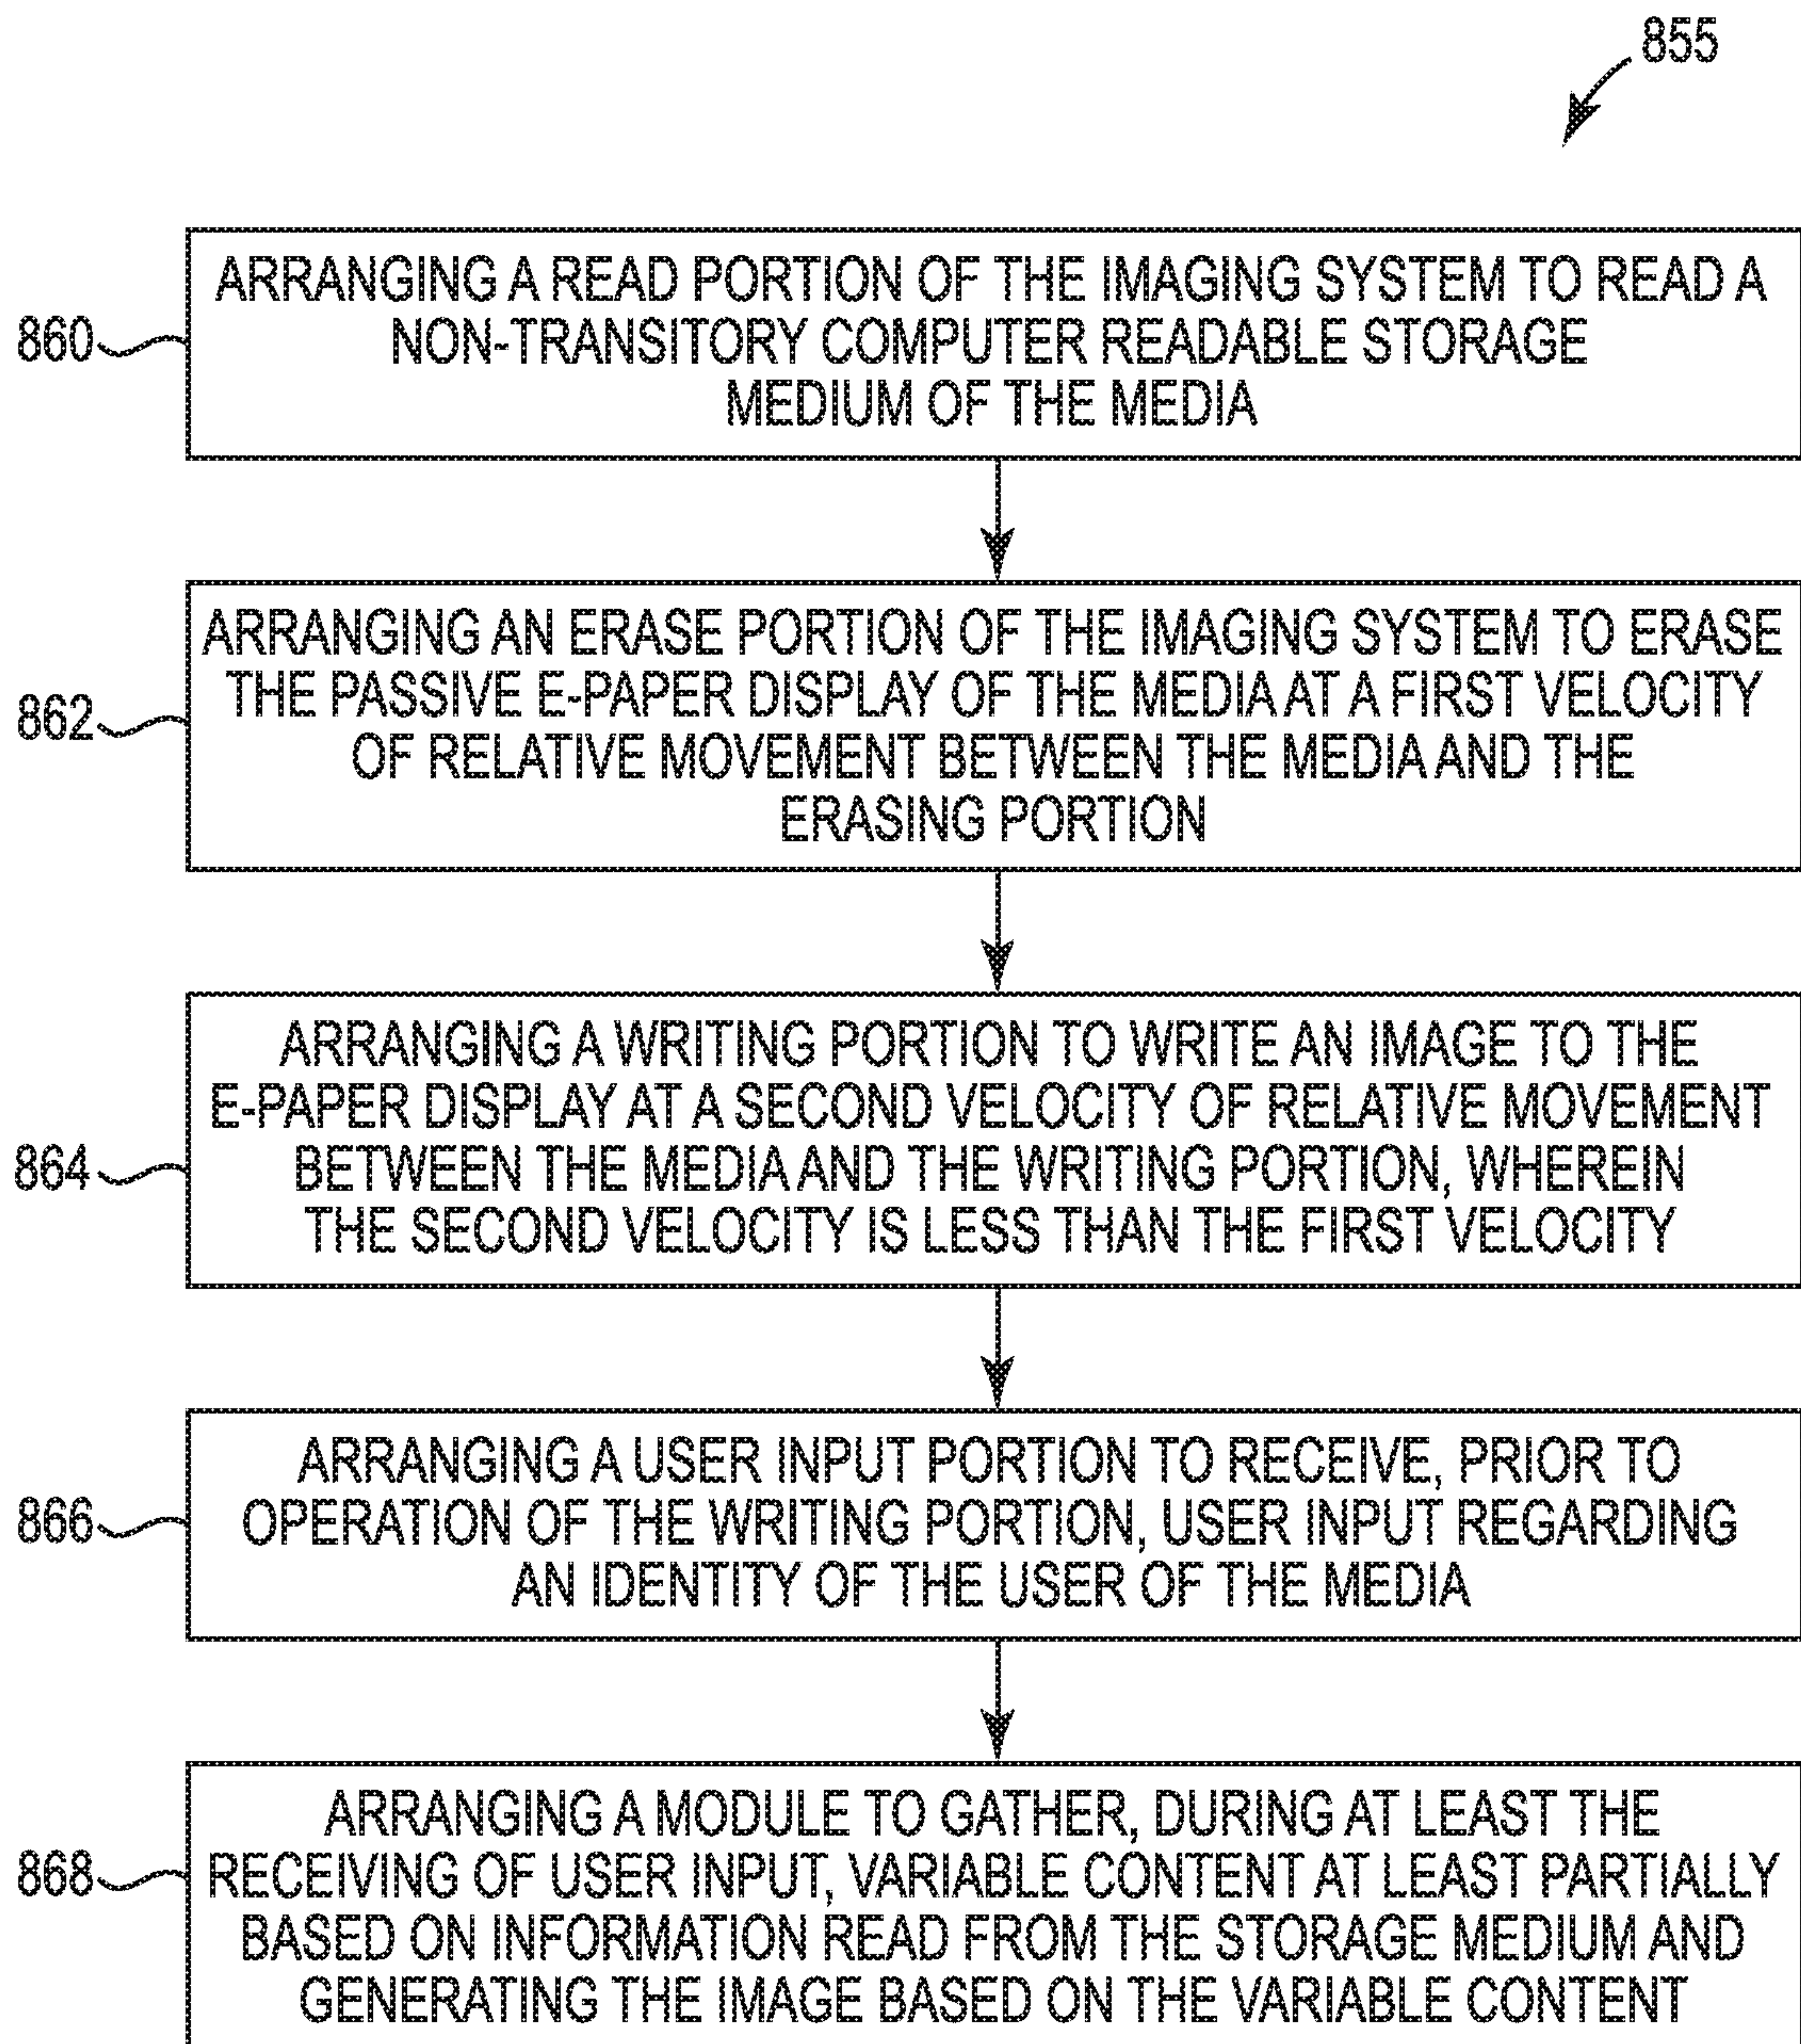 855
860
ARRANGING A READ PORTION OF THE IMAGING SYSTEM TO READ A
NON-TRANSITORY COMPUTER READABLE STORAGE
MEDIUM OF THE MEDIA
862
ARRANGING AN ERASE PORTION OF THE IMAGING SYSTEM TO ERASE
THE PASSIVE E-PAPER DISPLAY OF THE MEDIA AT A FIRST VELOCITY
OF RELATIVE MOVEMENT BETWEEN THE MEDIA AND THE
ERASING PORTION
864
ARRANGING A WRITING PORTION TO WRITE AN IMAGE TO THE
E-PAPER DISPLAY AT A SECOND VELOCITY OF RELATIVE MOVEMENT
BETWEEN THE MEDIA AND THE WRITING PORTION, WHEREIN
THE SECOND VELOCITY IS LESS THAN THE FIRST VELOCITY
866
ARRANGING A USER INPUT PORTION TO RECEIVE, PRIOR TO
OPERATION OF THE WRITING PORTION, USER INPUT REGARDING
AN IDENTITY OF THE USER OF THE MEDIA
868
ARRANGING A MODULE TO GATHER, DURING AT LEAST THE
RECEIVING OF USER INPUT, VARIABLE CONTENT AT LEAST PARTIALLY
BASED ON INFORMATION READ FROM THE STORAGE MEDIUM AND
GENERATING THE IMAGE BASED ON THE VARIABLE CONTENT